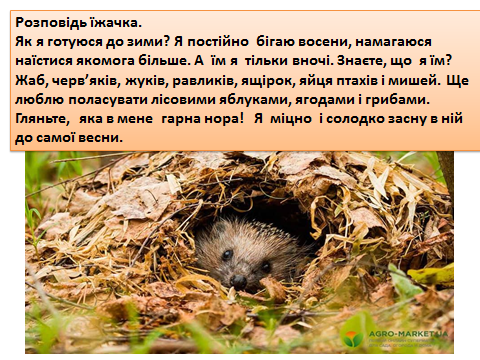 Розповідь їжачка.
Як я готуюся до зими? Я постійно бігаю восени, намагаюся
наїстися якомога більше. А їм я тільки вночі. Знаєте, що я їм?
Жаб, черв’яків, жуків, равликів, ящірок, яйця птахів і мишей. Ще
люблю поласувати лісовими яблуками, ягодами і грибами.
Гляньте, яка в мене гарна нора! Я міцно і солодко засну в ній
до самої весни.
AGRO-MARKET.UA